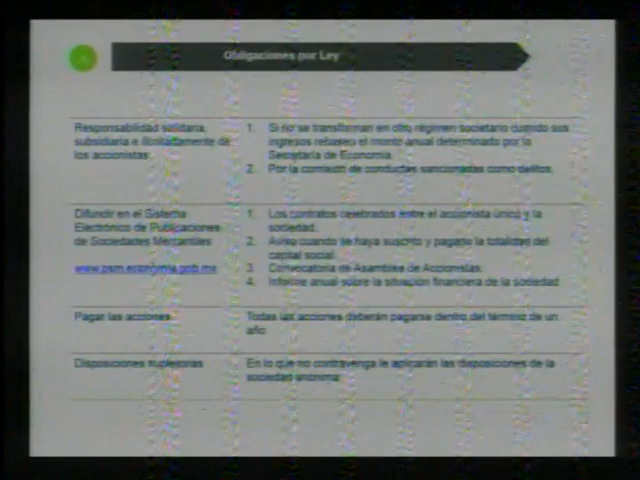 Obligaciones por Ley
Responsabilidad solidaria,
subsidiaria e ilimitadamente de
los accionistas.
1. Si no se transforman en otro régimen societario cuando sus
ingresos rebasen el monto anual determinado por la
Secretaría de Economía.
2. Por la comisión de conductas sancionadas como delitos.
Difundir en el Sistema
Electrónico de Publicaciones
de Sociedades Mercantiles
www.psm.economia.gob.mx
1. Los contratos celebrados entre el accionista único y la
sociedad.
2. Aviso cuando se haya suscrito y pagado la totalidad del
capital social.
3. Convocatoria de Asamblea de Accionistas.
4. Informe anual sobre la situación financiera de la sociedad
Pagar las acciones
Todas las acciones deberán pagarse dentro del término de un
año
Disposiciones supletorias
En lo que no contravenga le aplicarán las disposiciones de la
sociedad anónima